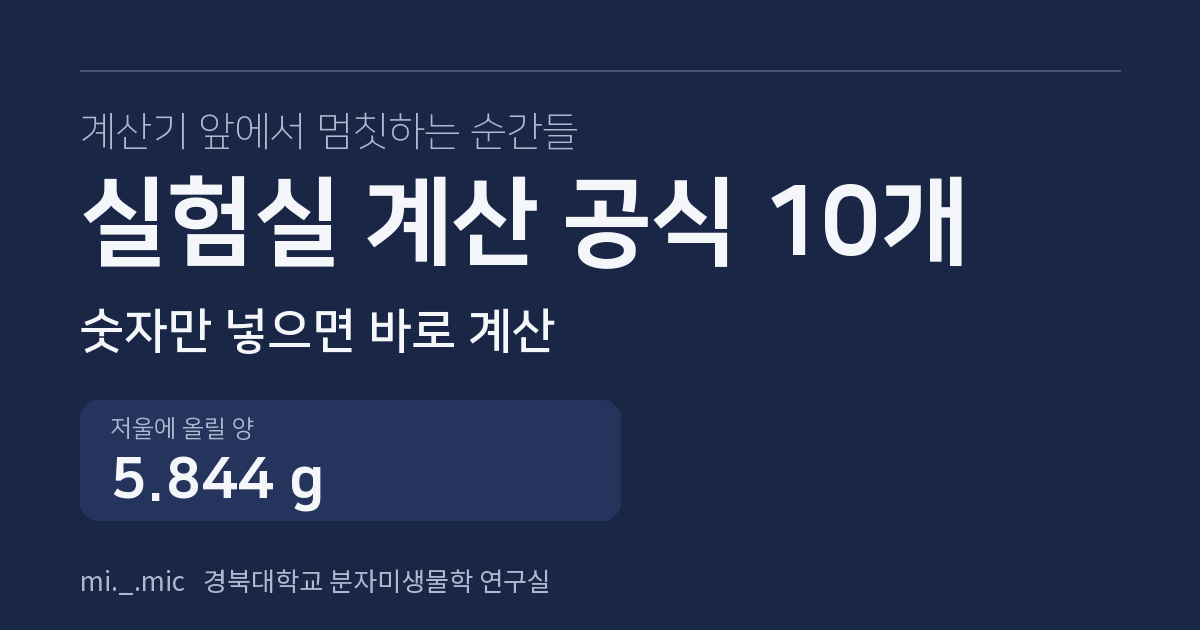 계산기 앞에서 멈칫하는 순간들
실험실 계산 공식 10개
숫자만 넣으면 바로 계산
저울에 올릴 양
5.844 g
mi._.mic 경북대학교 분자미생물학 연구실